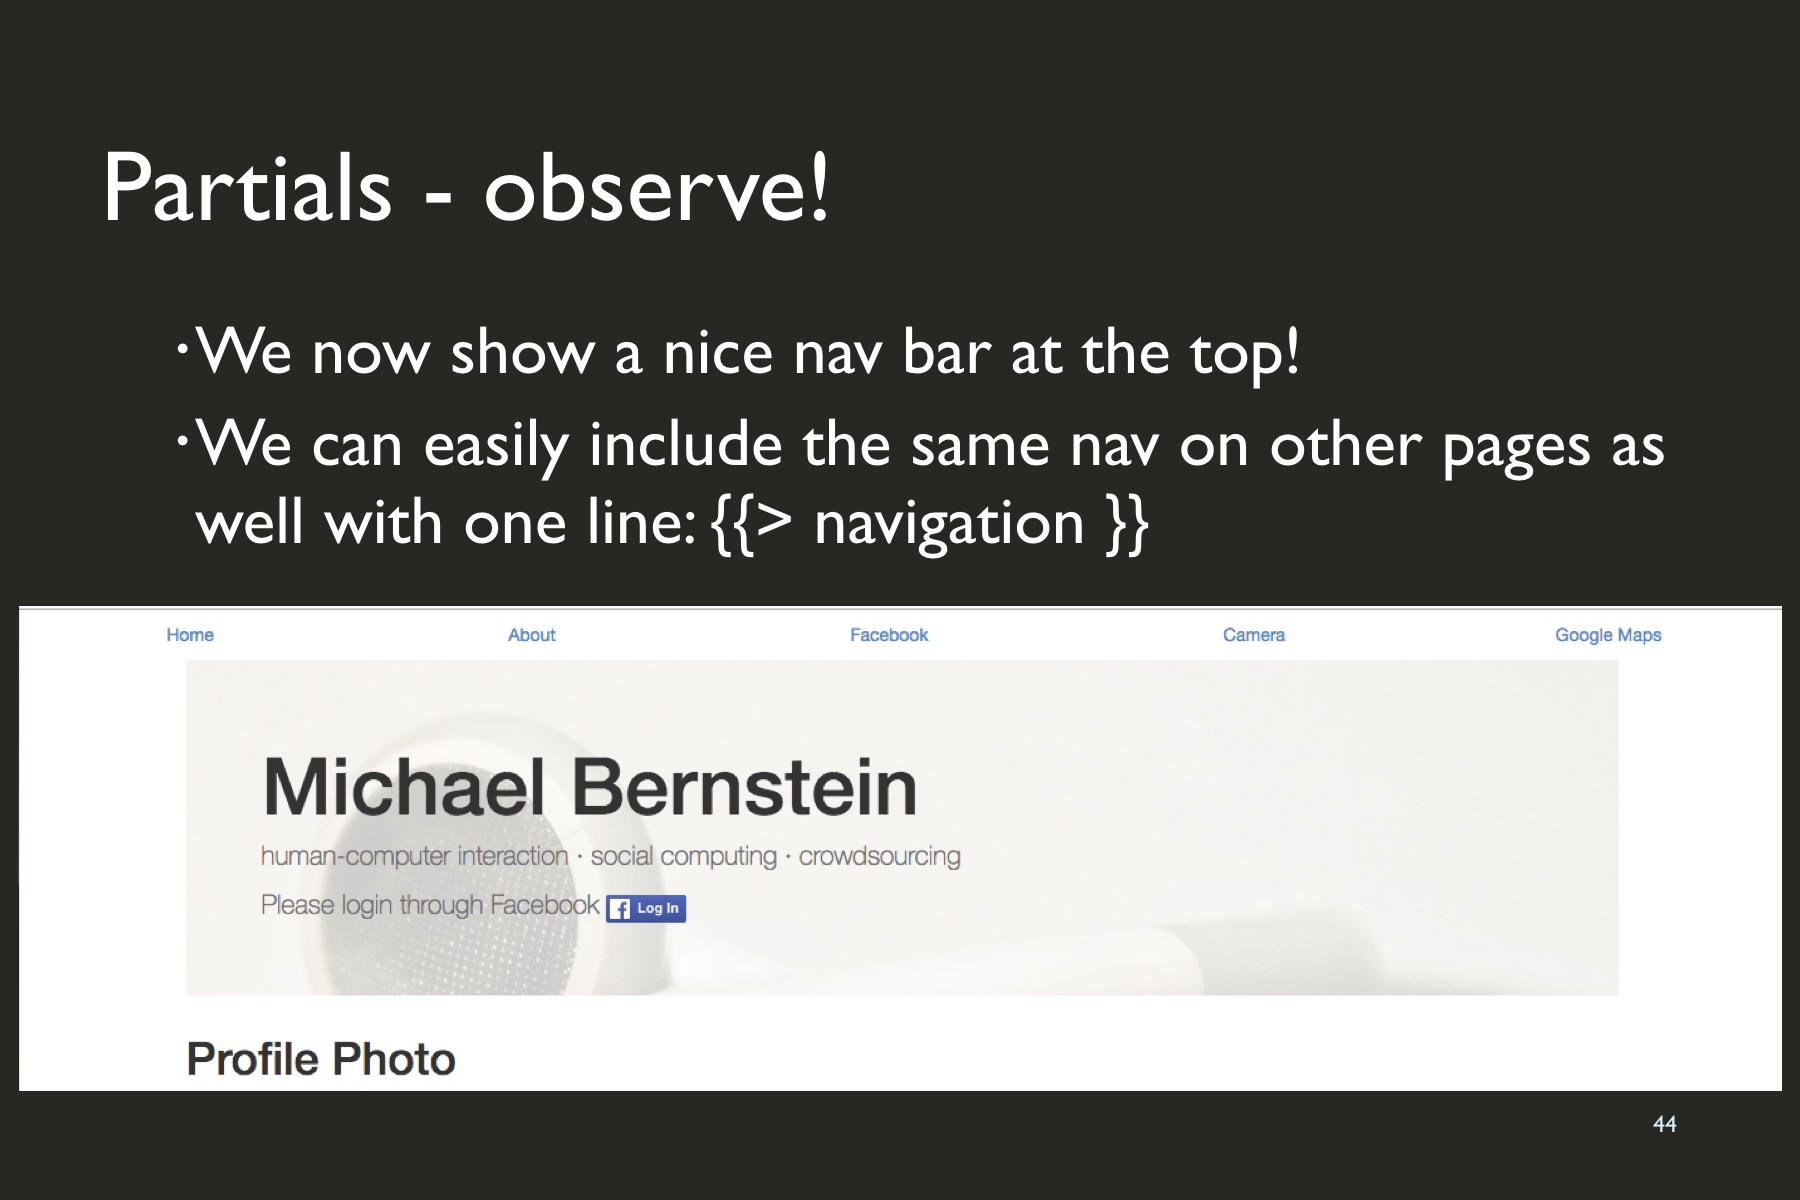 Partials - observe!
·We now show a nice nav bar at the top!
·We can easily include the same nav on other pages as
well with one line: {{> navigation }}
Home About Facebook Camera Google Maps
Michael Bernstein
human-computer interaction · social computing · crowdsourcing
Please login through Facebook f Log In
Profile Photo
44